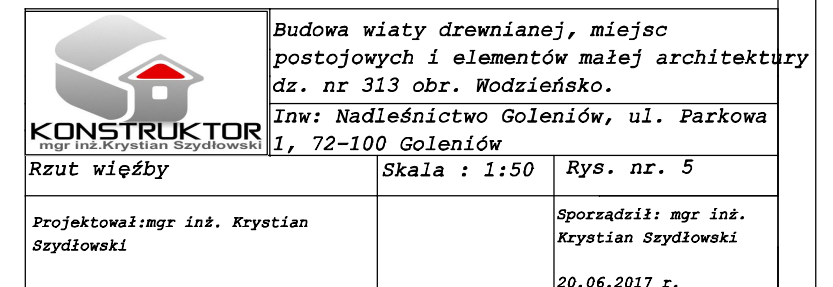 Budowa wiaty drewnianej, miejsc
postojowych i elementów małej architektury
dz. nr 313 obr. Wodzieńsko.
KONSTRUKTOR
mgr inż.Krystian Szydłowski
Inw: Nadleśnictwo Goleniów, ul. Parkowa
1, 72-100 Goleniów
Rzut więźby
Skala : 1:50
Rys. nr. 5
Projektował:mgr inż. Krystian
Szydłowski
Sporządził: mgr inż.
Krystian Szydłowski
20.06.2017 r.